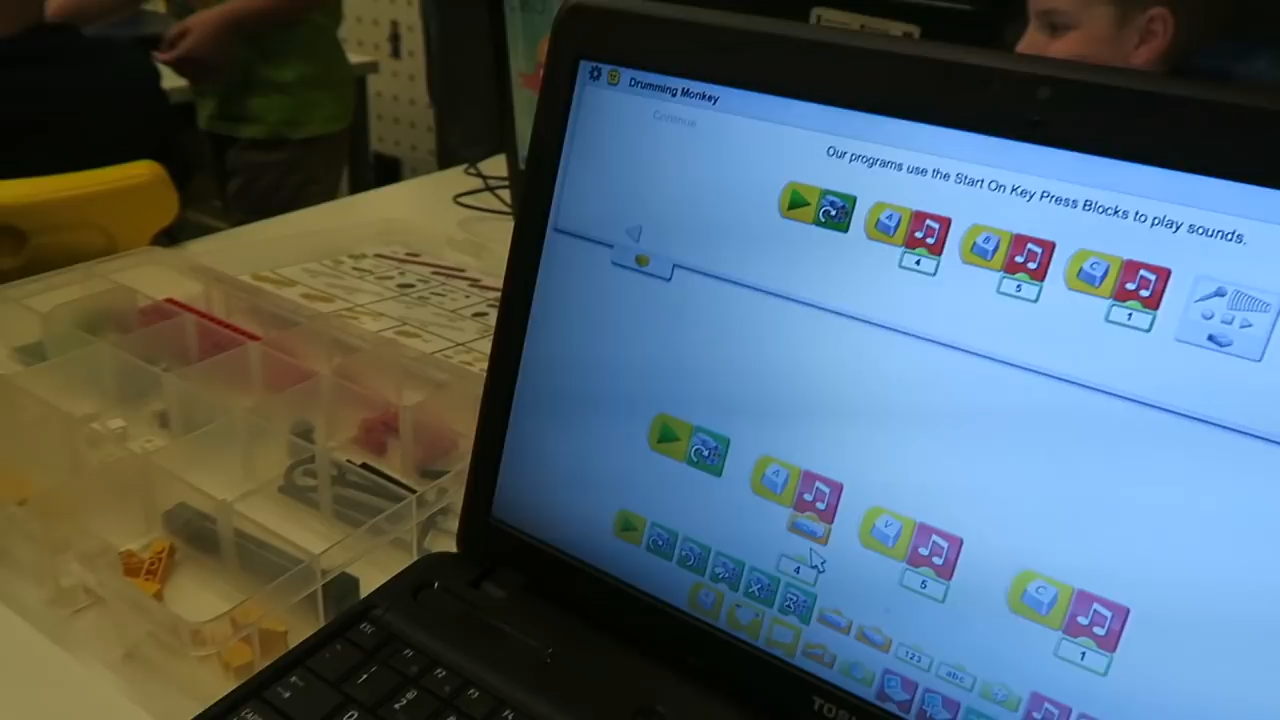 Drumming Monkey
Continue
Our programs use the Start On Key Press Blocks to play sounds.
A
B
C
4
5
1
A
V
C
4
5
1
123
abc